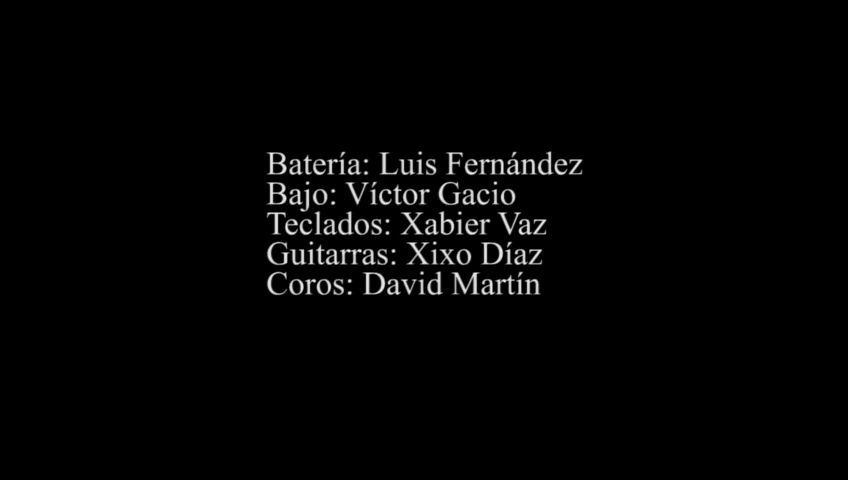 Batería: Luis Fernández
Bajo: Víctor Gacio
Teclados: Xabier Vaz
Guitarras: Xixo Díaz
Coros: David Martín